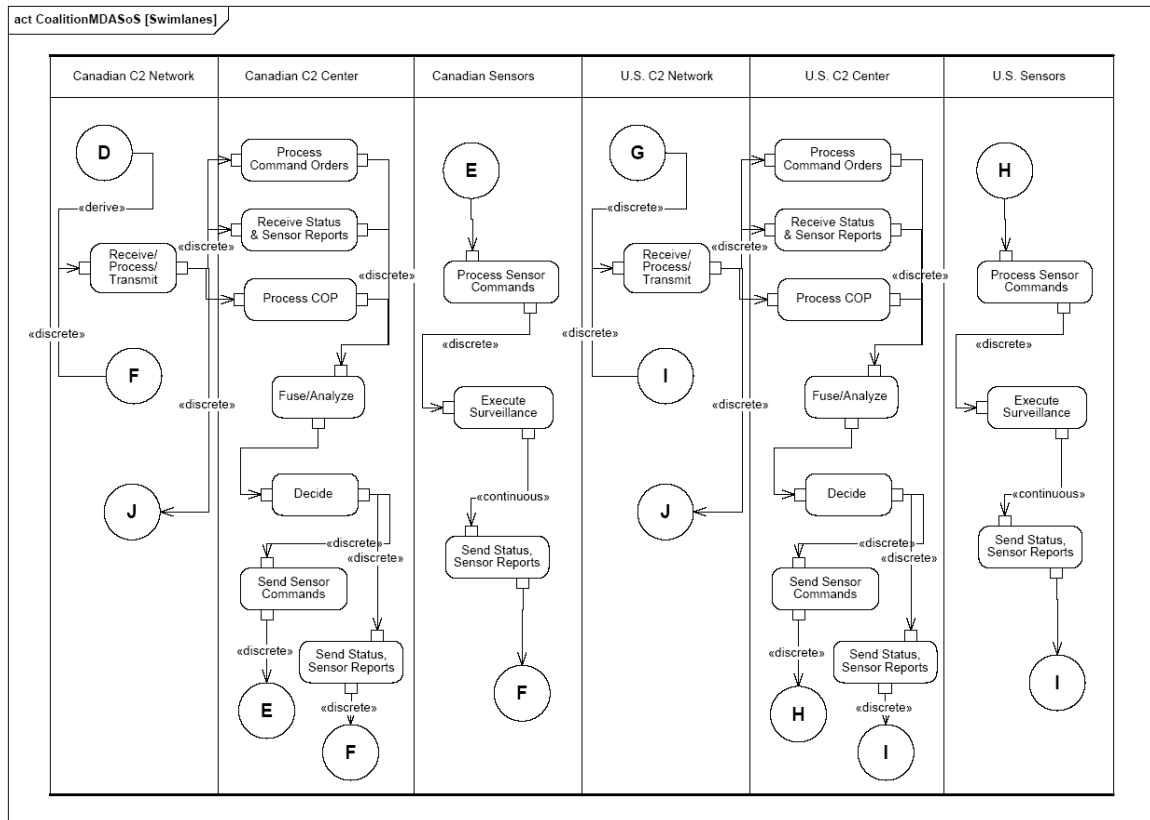 act CoalitionMDASoS [Swimlanes]
Canadian C2 Network
Canadian C2 Center
Canadian Sensors
U.S. C2 Network
U.S. C2 Center
U.S. Sensors
D
«derive»
Receive/
Process/
Transmit
«discrete»
«discrete»
F
«discrete»
J
Process
Command Orders
Receive Status
& Sensor Reports
«discrete»
Process COP
Fuse/Analyze
Decide
«discrete»
«discrete»
Send Sensor
Commands
«discrete»
Send Status,
Sensor Reports
E
«discrete»
F
E
Process Sensor
Commands
«discrete»
Execute
Surveillance
«continuous»
Send Status,
Sensor Reports
F
G
«discrete»
Receive/
Process/
Transmit
«discrete»
I
«discrete»
J
Process
Command Orders
Receive Status
& Sensor Reports
«discrete»
Process COP
Fuse/Analyze
Decide
«discrete»
«discrete»
Send Sensor
Commands
«discrete»
Send Status,
Sensor Reports
H
«discrete»
I
H
Process Sensor
Commands
«discrete»
Execute
Surveillance
«continuous»
Send Status,
Sensor Reports
I